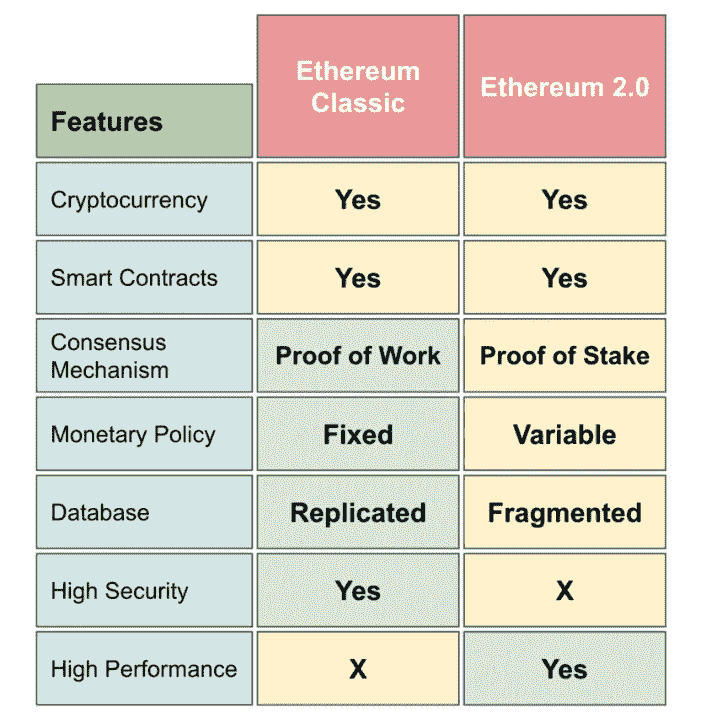 Ethereum
Classic
Ethereum 2.0
Features
Cryptocurrency
Yes
Yes
Smart Contracts
Yes
Yes
Consensus
Mechanism
Proof of Work
Proof of Stake
Monetary Policy
Fixed
Variable
Database
Replicated
Fragmented
High Security
Yes
X
High Performance
X
Yes